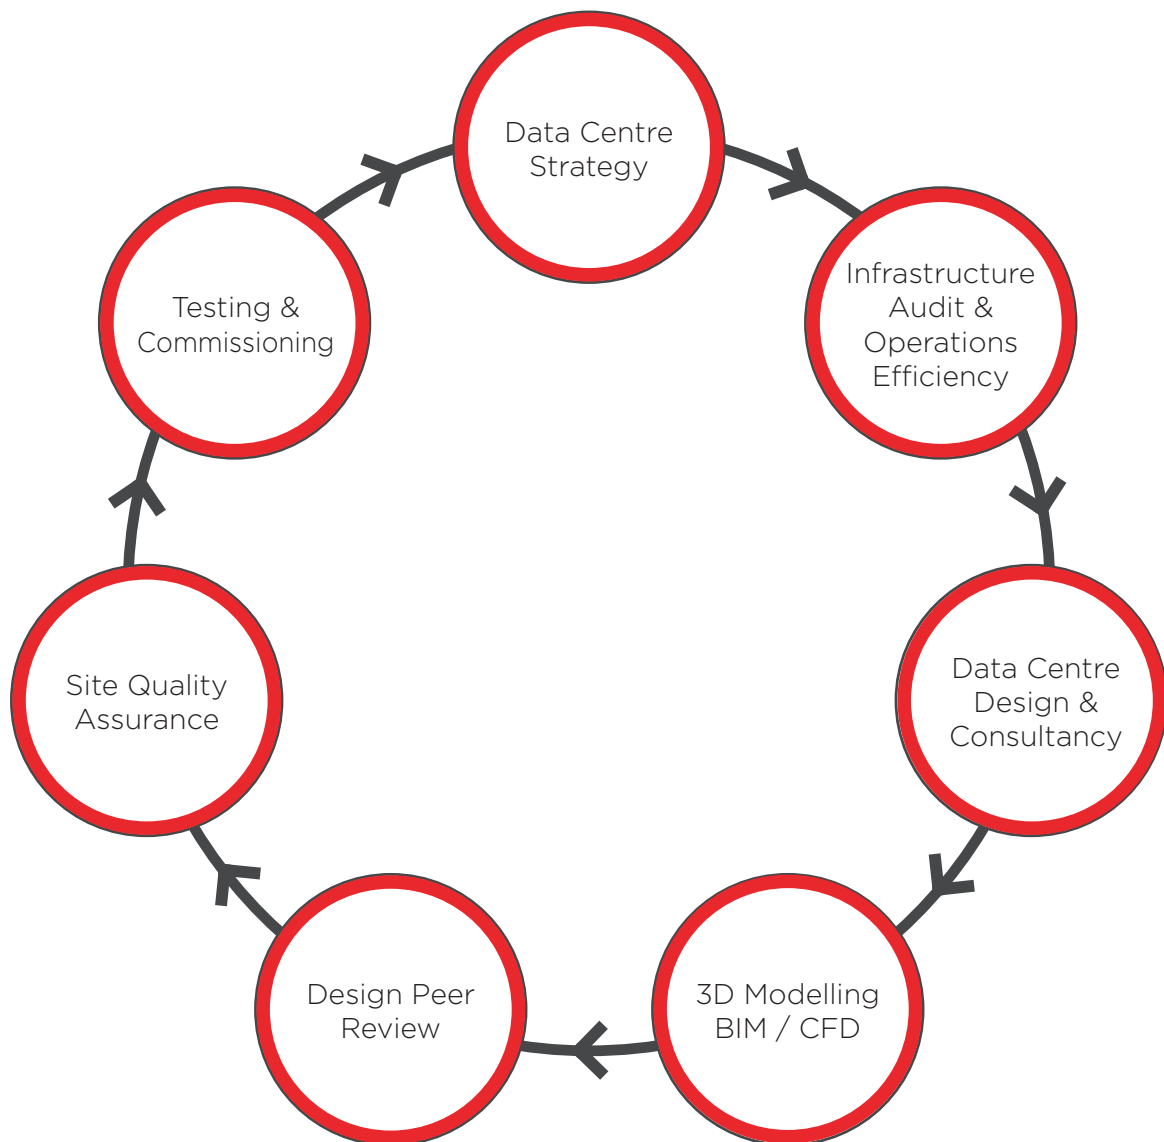 Data Centre
Strategy
Infrastructure
Audit &
Operations
Efficiency
Data Centre
Design &
Consultancy
3D Modelling
BIM / CFD
Design Peer
Review
Site Quality
Assurance
Testing &
Commissioning